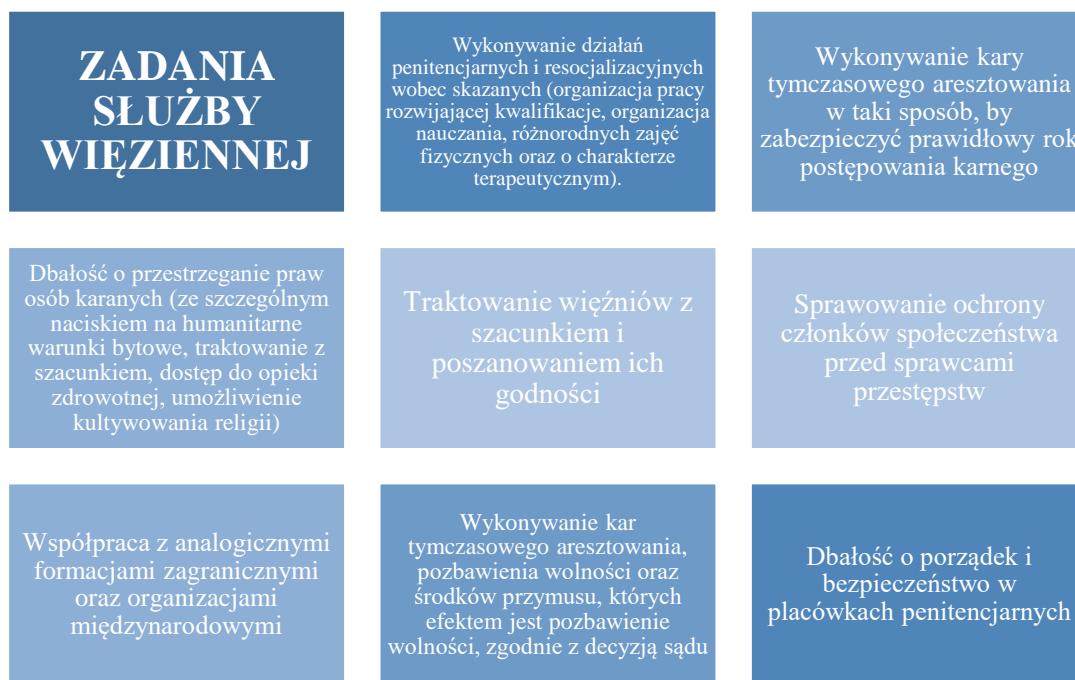 ZADANIA
SŁUŻBY
WIĘZIENNEJ
Wykonywanie działań
penitencjarnych i resocjalizacyjnych
wobec skazanych (organizacja pracy
rozwijającej kwalifikacje, organizacja
nauczania, różnorodnych zajęć
fizycznych oraz o charakterze
terapeutycznym).
Wykonywanie kary
tymczasowego aresztowania
w taki sposób, by
zabezpieczyć prawidłowy rok
postępowania karnego
Dbałość o przestrzeganie praw
osób karanych (ze szczególnym
naciskiem na humanitarne
warunki bytowe, traktowanie z
szacunkiem, dostęp do opieki
zdrowotnej, umożliwienie
kultywowania religii)
Traktowanie więźniów z
szacunkiem i
poszanowaniem ich
godności
Sprawowanie ochrony
członków społeczeństwa
przed sprawcami
przestępstw
Współpraca z analogicznymi
formacjami zagranicznymi
oraz organizacjami
międzynarodowymi
Wykonywanie kar
tymczasowego aresztowania,
pozbawienia wolności oraz
środków przymusu, których
efektem jest pozbawienie
wolności, zgodnie z decyzją sądu
Dbałość o porządek i
bezpieczeństwo w
placówkach penitencjarnych